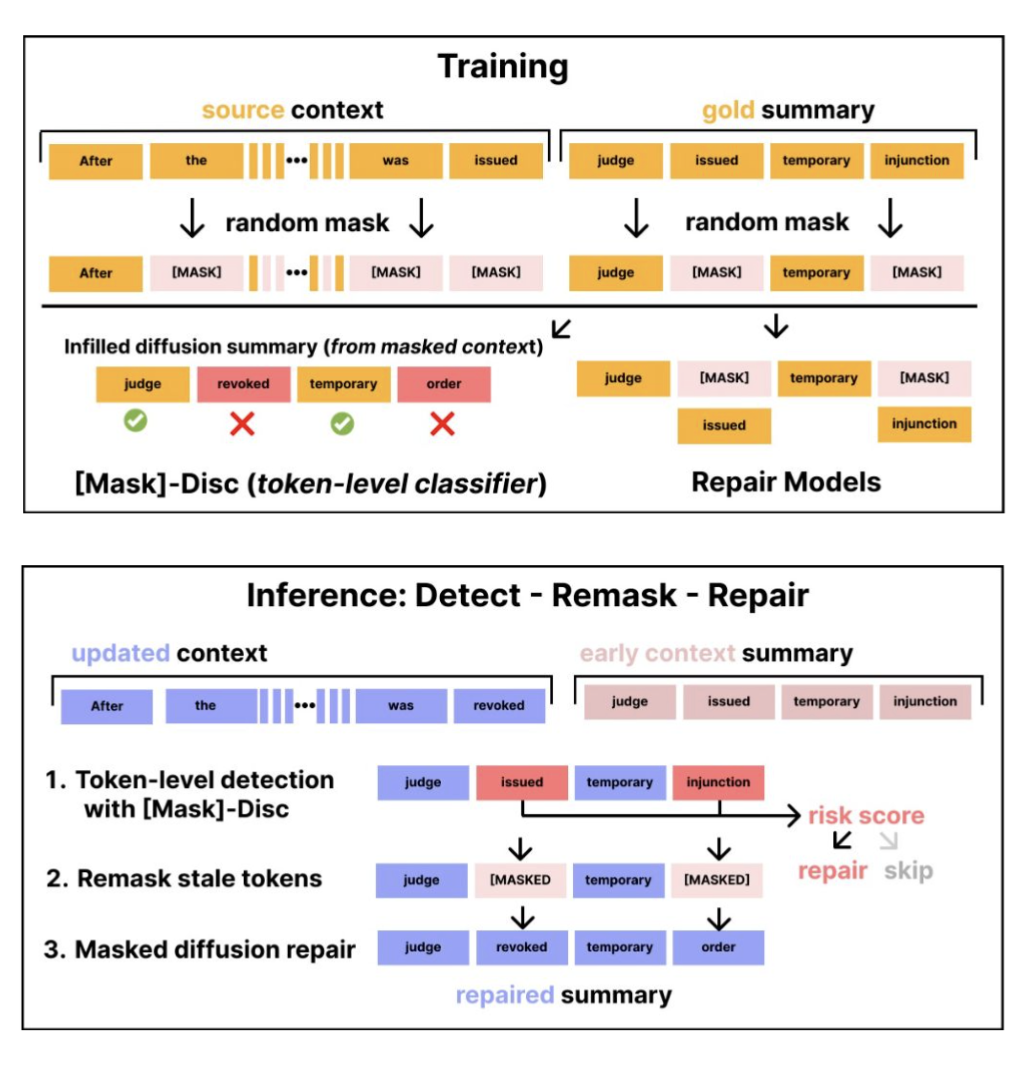 Training
source context
gold summary
After the ... was issued
judge issued temporary injunction
random mask
random mask
After [MASK] ... [MASK] [MASK]
judge [MASK] temporary [MASK]
Infilled diffusion summary (from masked context)
judge revoked temporary order
judge [MASK] temporary [MASK]
issued injunction
[Mask]-Disc (token-level classifier)
Repair Models
Inference: Detect - Remask - Repair
updated context
early context summary
After the ... was revoked
judge issued temporary injunction
1. Token-level detection
with [Mask]-Disc
judge issued temporary injunction
risk score
repair skip
2. Remask stale tokens
judge [MASKED temporary [MASKED]
3. Masked diffusion repair
judge revoked temporary order
repaired summary